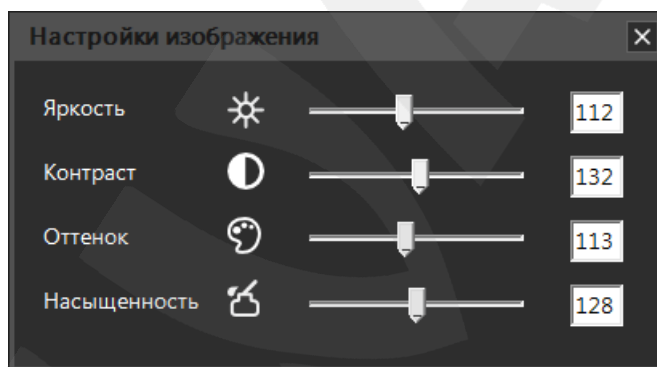 Настройки изображения
Яркость 112
Контраст 132
Оттенок 113
Насыщенность 128